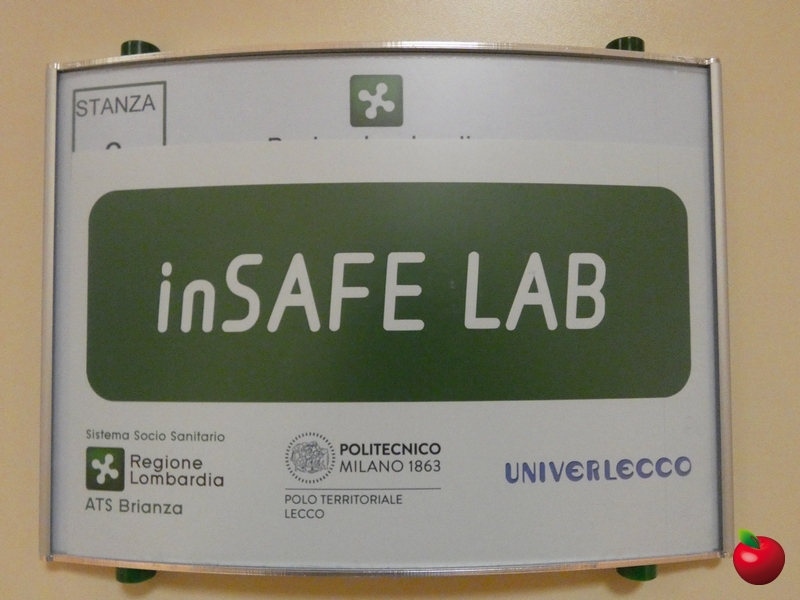 STANZA
inSAFE LAB
Sistema Socio Sanitario
Regione
Lombardia
ATS Brianza
POLITECNICO
MILANO 1863
POLO TERRITORIALE
LECCO
UNIVERLECCO